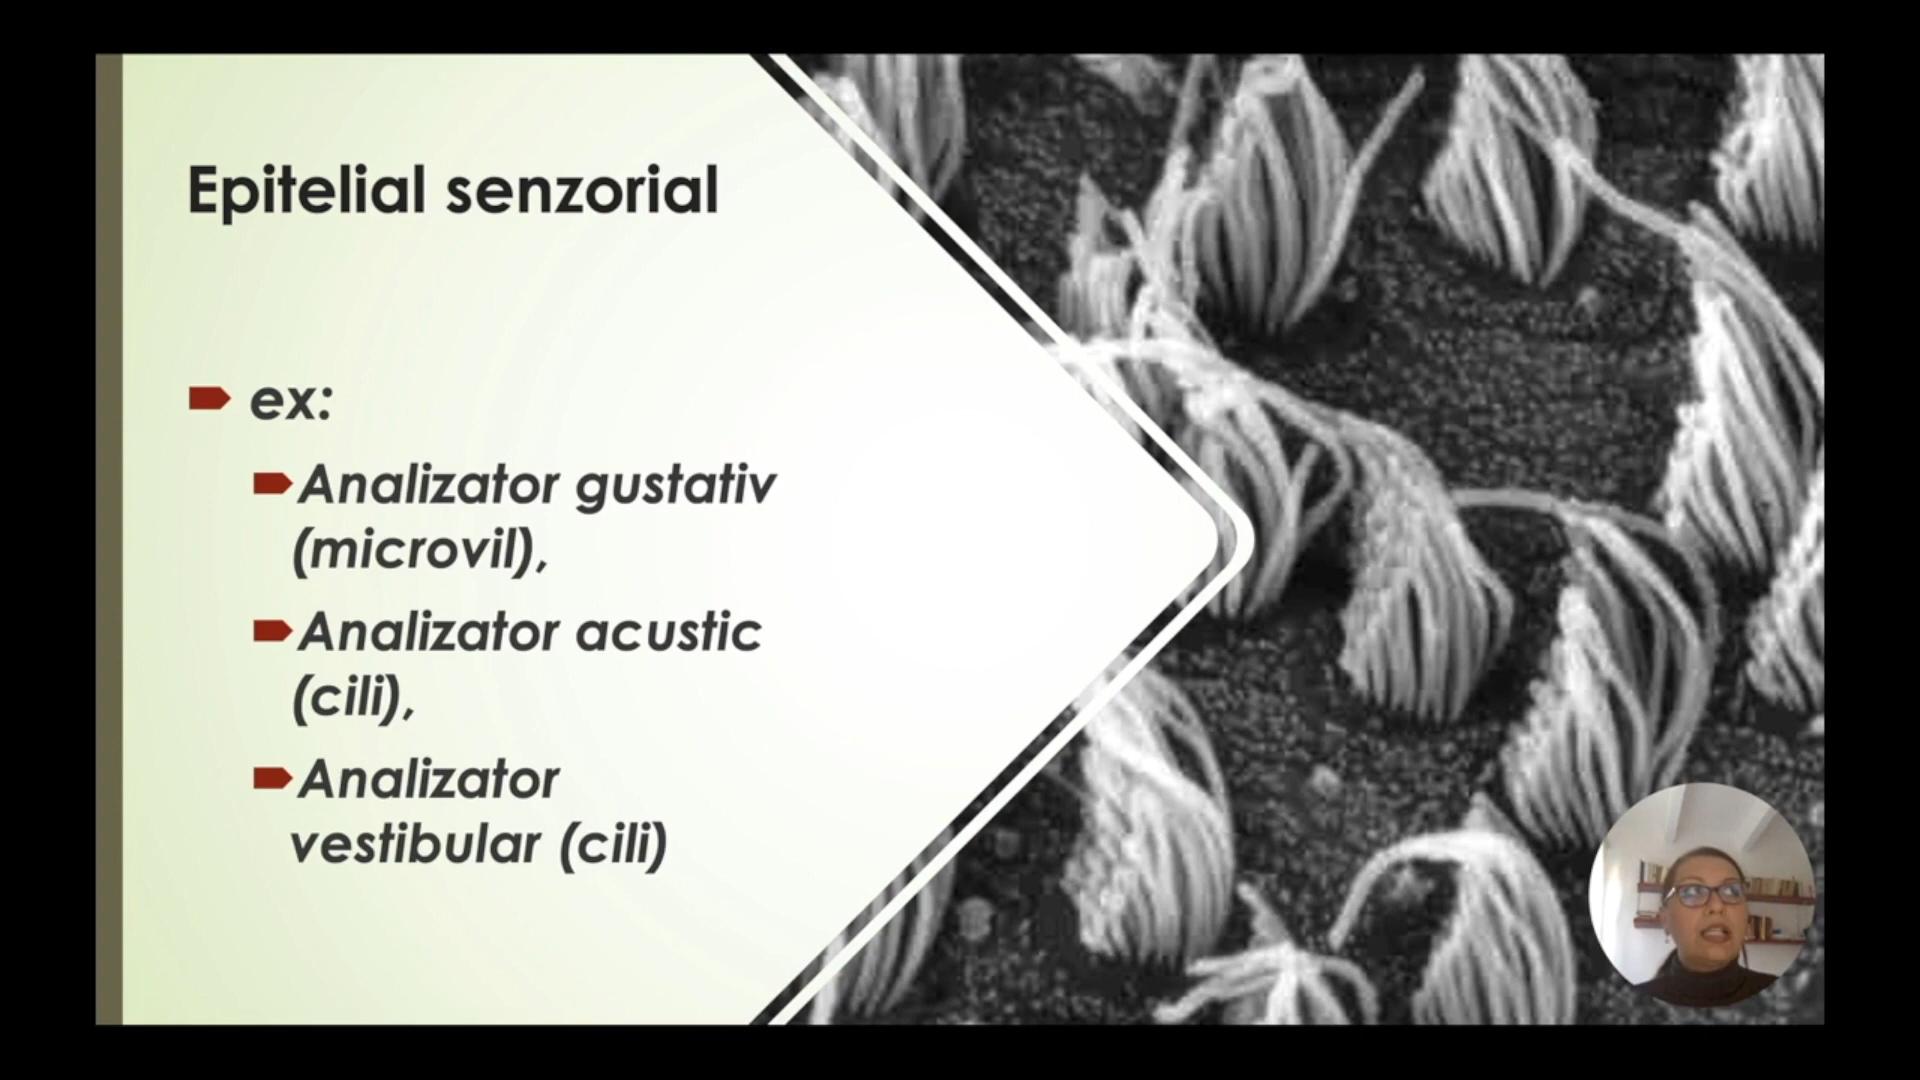 Epitelial senzorial
ex:
Analizator gustativ
(microvil),
Analizator acustic
(cili),
Analizator
vestibular (cili)